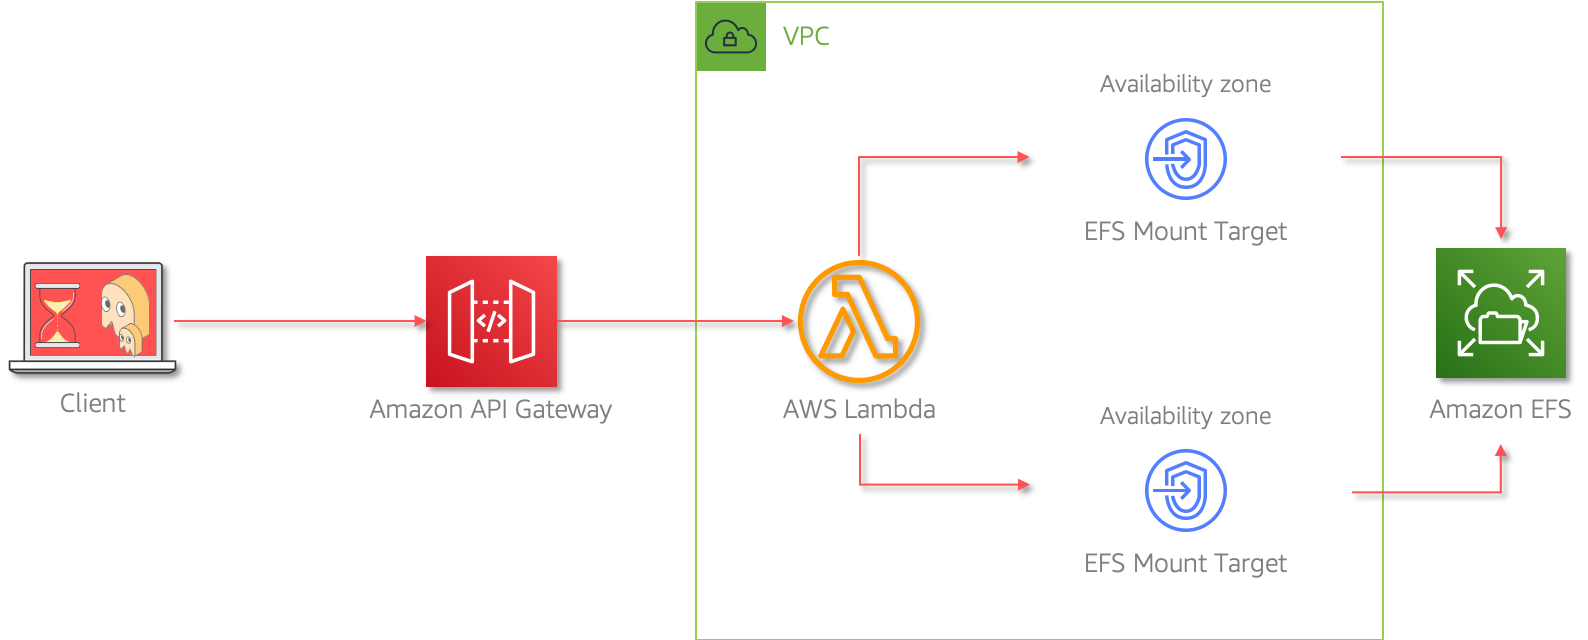 VPC
Availability zone
EFS Mount Target
Client
Amazon API Gateway
</>
AWS Lambda
Amazon EFS
Availability zone
EFS Mount Target